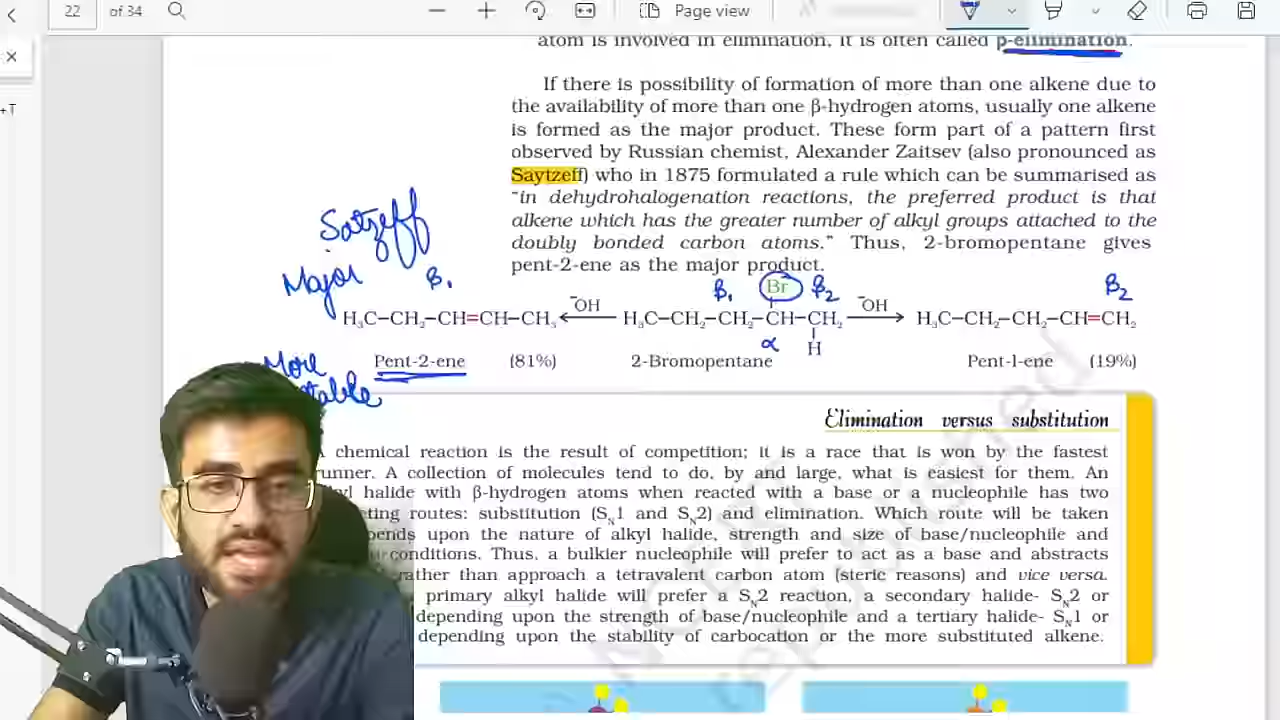 22 of 34 Page view
atom is involved in elimination, it is often called β-elimination.
If there is possibility of formation of more than one alkene due to
the availability of more than one β-hydrogen atoms, usually one alkene
is formed as the major product. These form part of a pattern first
observed by Russian chemist, Alexander Zaitsev (also pronounced as
Saytzeff) who in 1875 formulated a rule which can be summarised as
"in dehydrohalogenation reactions, the preferred product is that
alkene which has the greater number of alkyl groups attached to the
doubly bonded carbon atoms." Thus, 2-bromopentane gives
pent-2-ene as the major product.
Satzeff
Major
β₁ β₁ Br β₂ β₂
H₃C−CH₂−CH=CH−CH₃ ⁻OH H₃C−CH₂−CH₂−CH−CH₂ ⁻OH H₃C−CH₂−CH₂−CH=CH₂
α H
More
stable
Pent-2-ene (81%) 2-Bromopentane Pent-1-ene (19%)
Elimination versus substitution
A chemical reaction is the result of competition; it is a race that is won by the fastest
runner. A collection of molecules tend to do, by and large, what is easiest for them. An
halide with β-hydrogen atoms when reacted with a base or a nucleophile has two
routes: substitution (Sₙ1 and Sₙ2) and elimination. Which route will be taken
upon the nature of alkyl halide, strength and size of base/nucleophile and
conditions. Thus, a bulkier nucleophile will prefer to act as a base and abstracts
rather than approach a tetravalent carbon atom (steric reasons) and vice versa.
primary alkyl halide will prefer a Sₙ2 reaction, a secondary halide- Sₙ2 or
depending upon the strength of base/nucleophile and a tertiary halide- Sₙ1 or
depending upon the stability of carbocation or the more substituted alkene.